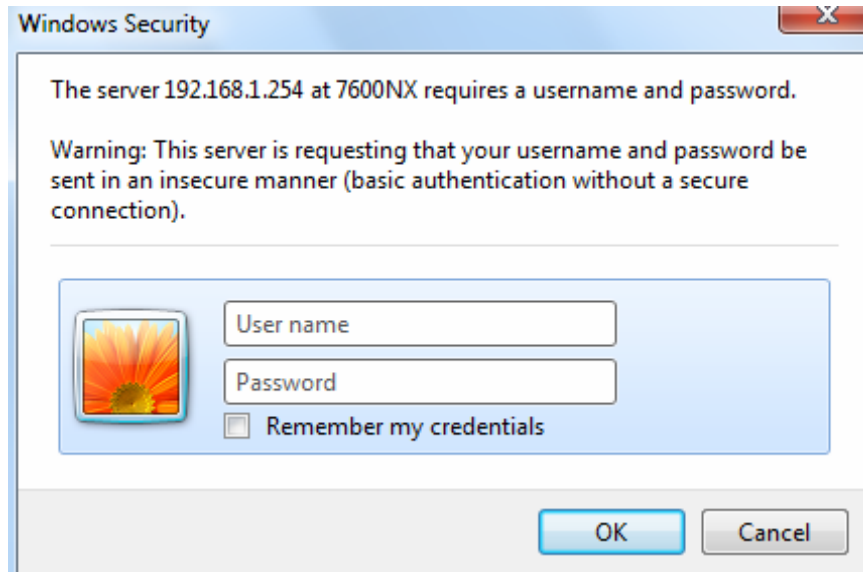 Windows Security
The server 192.168.1.254 at 7600NX requires a username and password.
Warning: This server is requesting that your username and password be
sent in an insecure manner (basic authentication without a secure
connection).
User name
Password
Remember my credentials
OK
Cancel